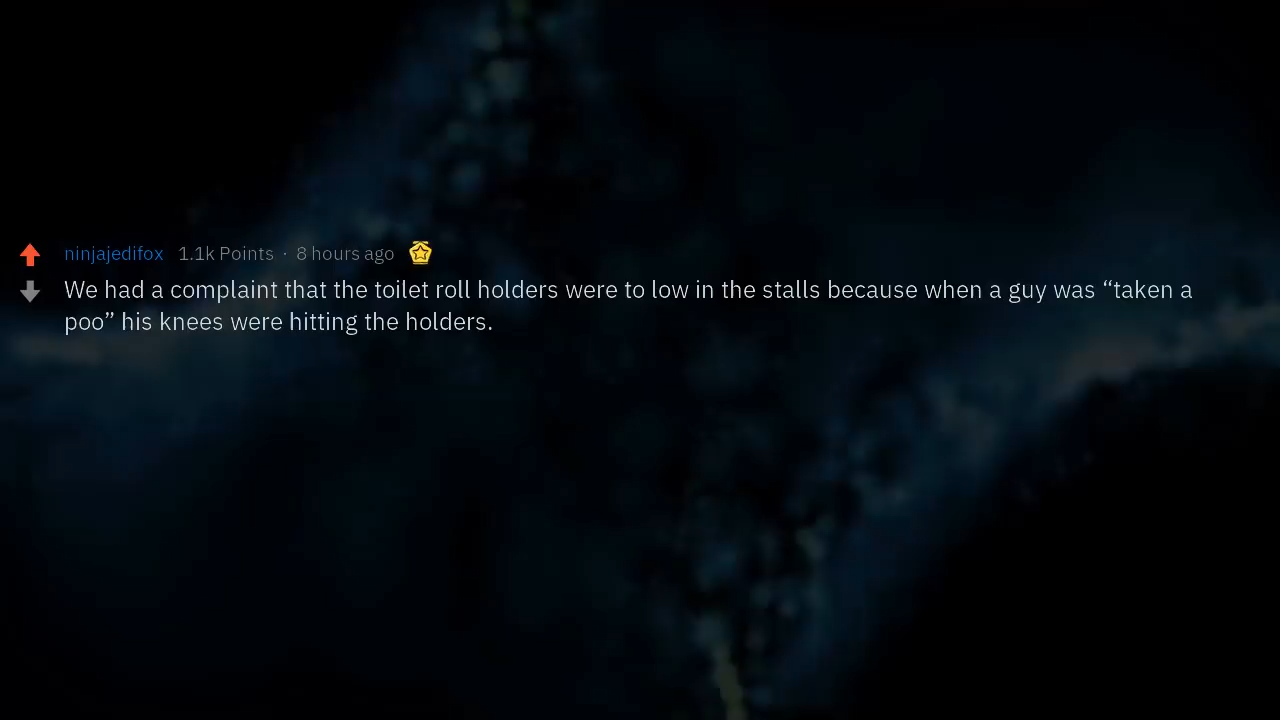 ninjajedifox 1.1k Points · 8 hours ago
We had a complaint that the toilet roll holders were to low in the stalls because when a guy was “taken a
poo” his knees were hitting the holders.